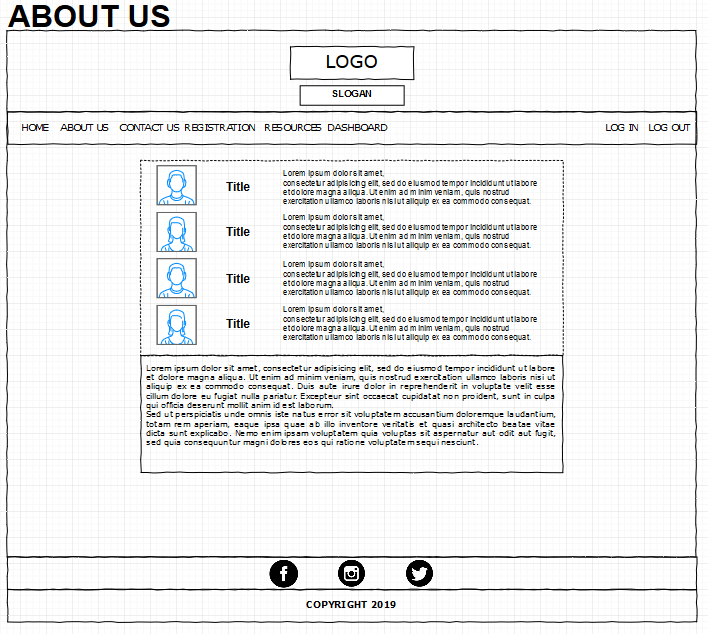 ABOUT US
LOGO
SLOGAN
HOME ABOUT US CONTACT US REGISTRATION RESOURCES DASHBOARD LOG IN LOG OUT
Title
Lorem ipsum dolor sit amet,
consectetur adipisicing elit, sed do eiusmod tempor incididunt ut labore
et dolore magna aliqua. Ut enim ad minim veniam, quis nostrud
exercitation ullamco laboris nisi ut aliquip ex ea commodo consequat.
Title
Lorem ipsum dolor sit amet,
consectetur adipisicing elit, sed do eiusmod tempor incididunt ut labore
et dolore magna aliqua. Ut enim ad minim veniam, quis nostrud
exercitation ullamco laboris nisi ut aliquip ex ea commodo consequat.
Title
Lorem ipsum dolor sit amet,
consectetur adipisicing elit, sed do eiusmod tempor incididunt ut labore
et dolore magna aliqua. Ut enim ad minim veniam, quis nostrud
exercitation ullamco laboris nisi ut aliquip ex ea commodo consequat.
Title
Lorem ipsum dolor sit amet,
consectetur adipisicing elit, sed do eiusmod tempor incididunt ut labore
et dolore magna aliqua. Ut enim ad minim veniam, quis nostrud
exercitation ullamco laboris nisi ut aliquip ex ea commodo consequat.
Lorem ipsum dolor sit amet, consectetur adipisicing elit, sed do eiusmod tempor incididunt ut labore
et dolore magna aliqua. Ut enim ad minim veniam, quis nostrud exercitation ullamco laboris nisi ut
aliquip ex ea commodo consequat. Duis aute irure dolor in reprehenderit in voluptate velit esse
cillum dolore eu fugiat nulla pariatur. Excepteur sint occaecat cupidatat non proident, sunt in culpa
qui officia deserunt mollit anim id est laborum.
Sed ut perspiciatis unde omnis iste natus error sit voluptatem accusantium doloremque laudantium,
totam rem aperiam, eaque ipsa quae ab illo inventore veritatis et quasi architecto beatae vitae
dicta sunt explicabo. Nemo enim ipsam voluptatem quia voluptas sit aspernatur aut odit aut fugit,
sed quia consequuntur magni dolores eos qui ratione voluptatem sequi nesciunt.
COPYRIGHT 2019